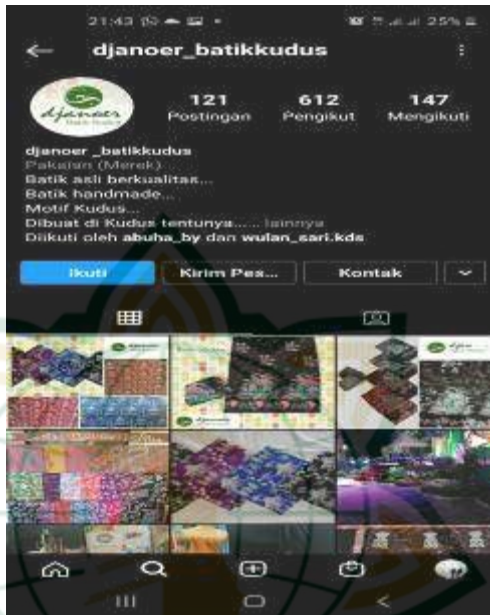 21:43
25%
djanoer_batikkudus
djanoer
121 612 147
Postingan Pengikut Mengikuti
djanoer _batikkudus
Pakaian (Merek)
Batik asli berkualitas...
Batik handmade...
Motif Kudus...
Dibuat di Kudus tentunya...... lainnya
Diikuti oleh abuha_by dan wulan_sari.kds
Ikuti Kirim Pes... Kontak